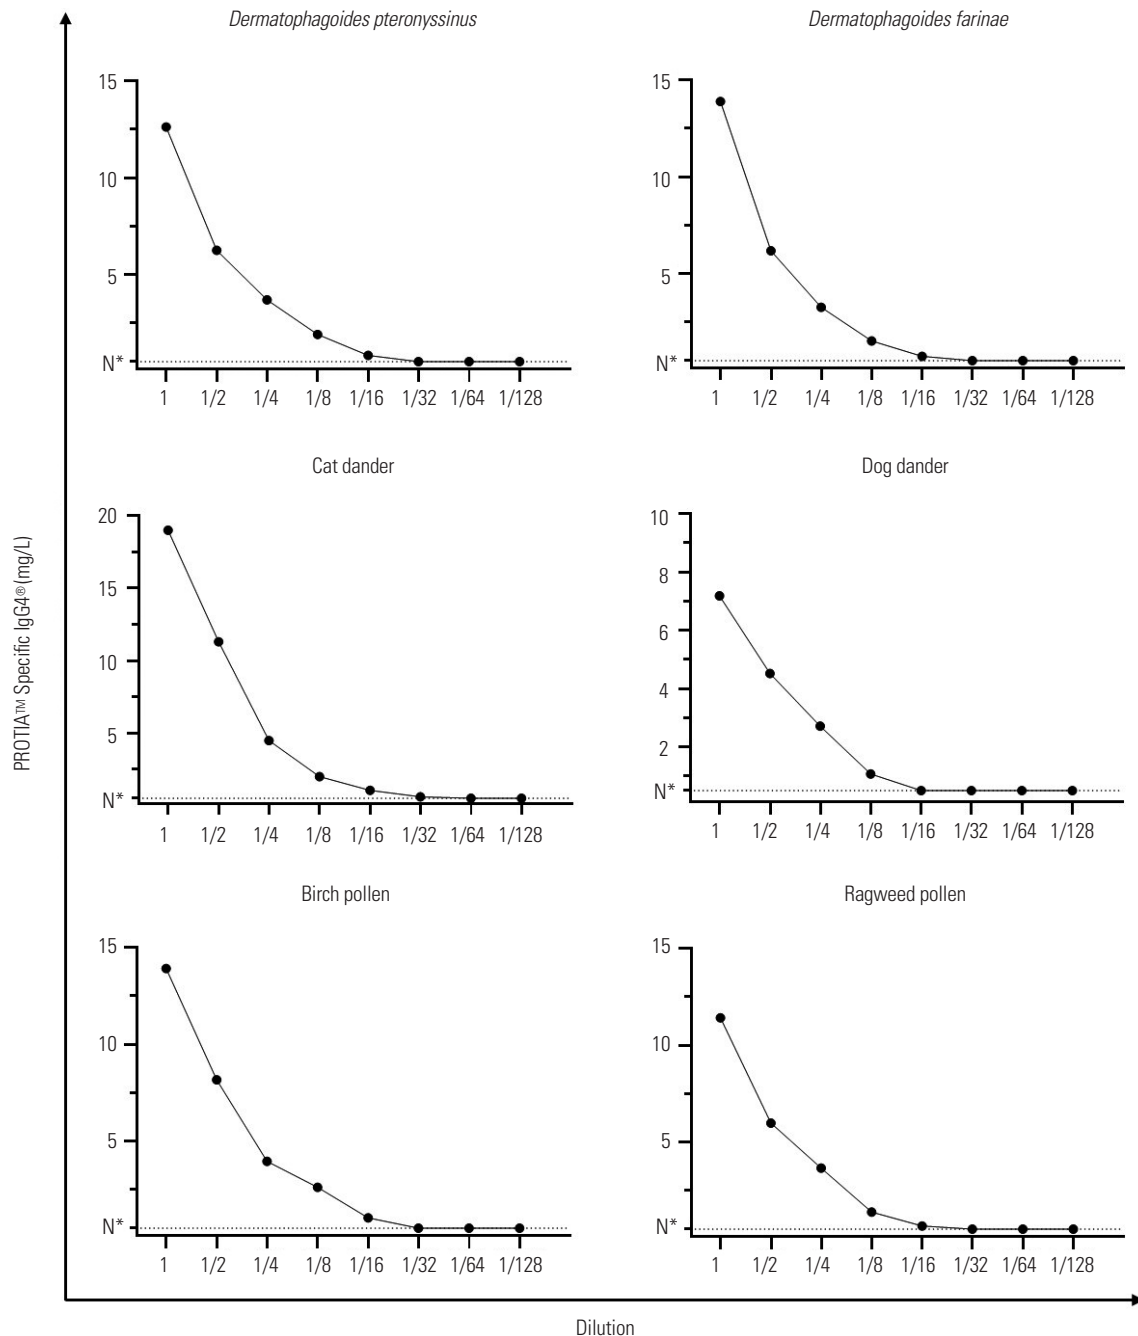 Dermatophagoides pteronyssinus
15
10
5
N*
1 1/2 1/4 1/8 1/16 1/32 1/64 1/128
Dermatophagoides farinae
15
10
5
N*
1 1/2 1/4 1/8 1/16 1/32 1/64 1/128
Cat dander
20
15
10
5
N*
1 1/2 1/4 1/8 1/16 1/32 1/64 1/128
Dog dander
10
8
6
4
2
N*
1 1/2 1/4 1/8 1/16 1/32 1/64 1/128
Birch pollen
15
10
5
N*
1 1/2 1/4 1/8 1/16 1/32 1/64 1/128
Ragweed pollen
15
10
5
N*
1 1/2 1/4 1/8 1/16 1/32 1/64 1/128
PROTIA™ Specific IgG4® (mg/L)
Dilution